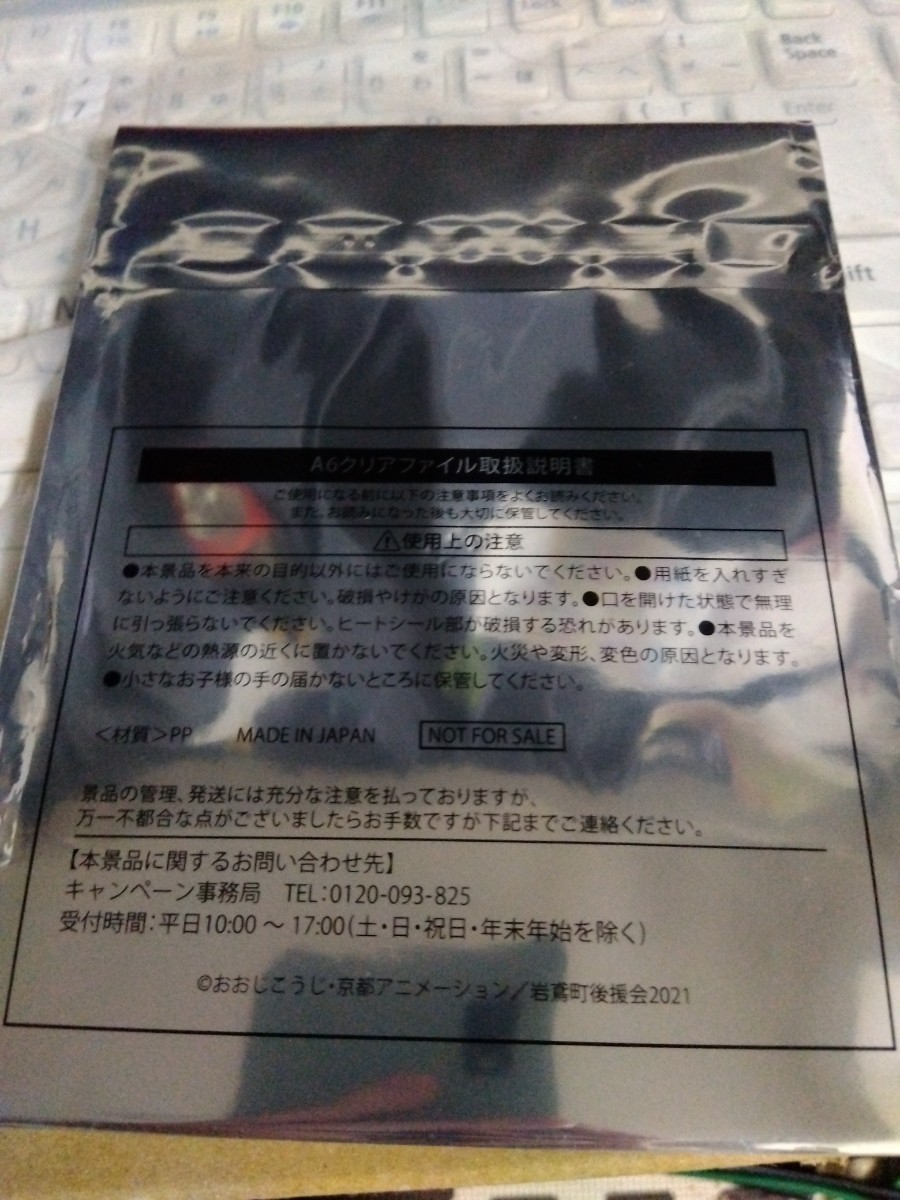 A6クリアファイル取扱説明書
ご使用になる前に以下の注意事項をよくお読みください。
また、お読みになった後も大切に保管してください。
使用上の注意
●本景品を本来の目的以外にはご使用にならないでください。●用紙を入れすぎ
ないようにご注意ください。破損やけがの原因となります。●口を開けた状態で無理
に引っ張らないでください。ヒートシール部が破損する恐れがあります。●本景品を
火気などの熱源の近くに置かないでください。火災や変形、変色の原因となります。
●小さなお子様の手の届かないところに保管してください。
＜材質＞PP MADE IN JAPAN NOT FOR SALE
景品の管理、発送には充分な注意を払っておりますが、
万一不都合な点がございましたらお手数ですが下記までご連絡ください。
【本景品に関するお問い合わせ先】
キャンペーン事務局 TEL:0120-093-825
受付時間：平日10:00 ～ 17:00(土・日・祝日・年末年始を除く)
©おおじこうじ・京都アニメーション／岩鳶町後援会2021
F9
F10
F11
Back
Space
Enter
H